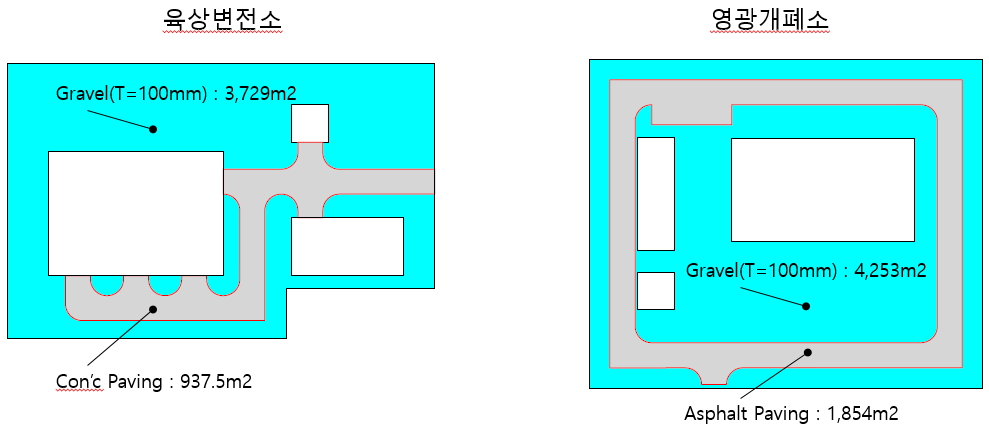 육상변전소
영광개폐소
Gravel(T=100mm) : 3,729m2
Gravel(T=100mm) : 4,253m2
Con’c Paving : 937.5m2
Asphalt Paving : 1,854m2